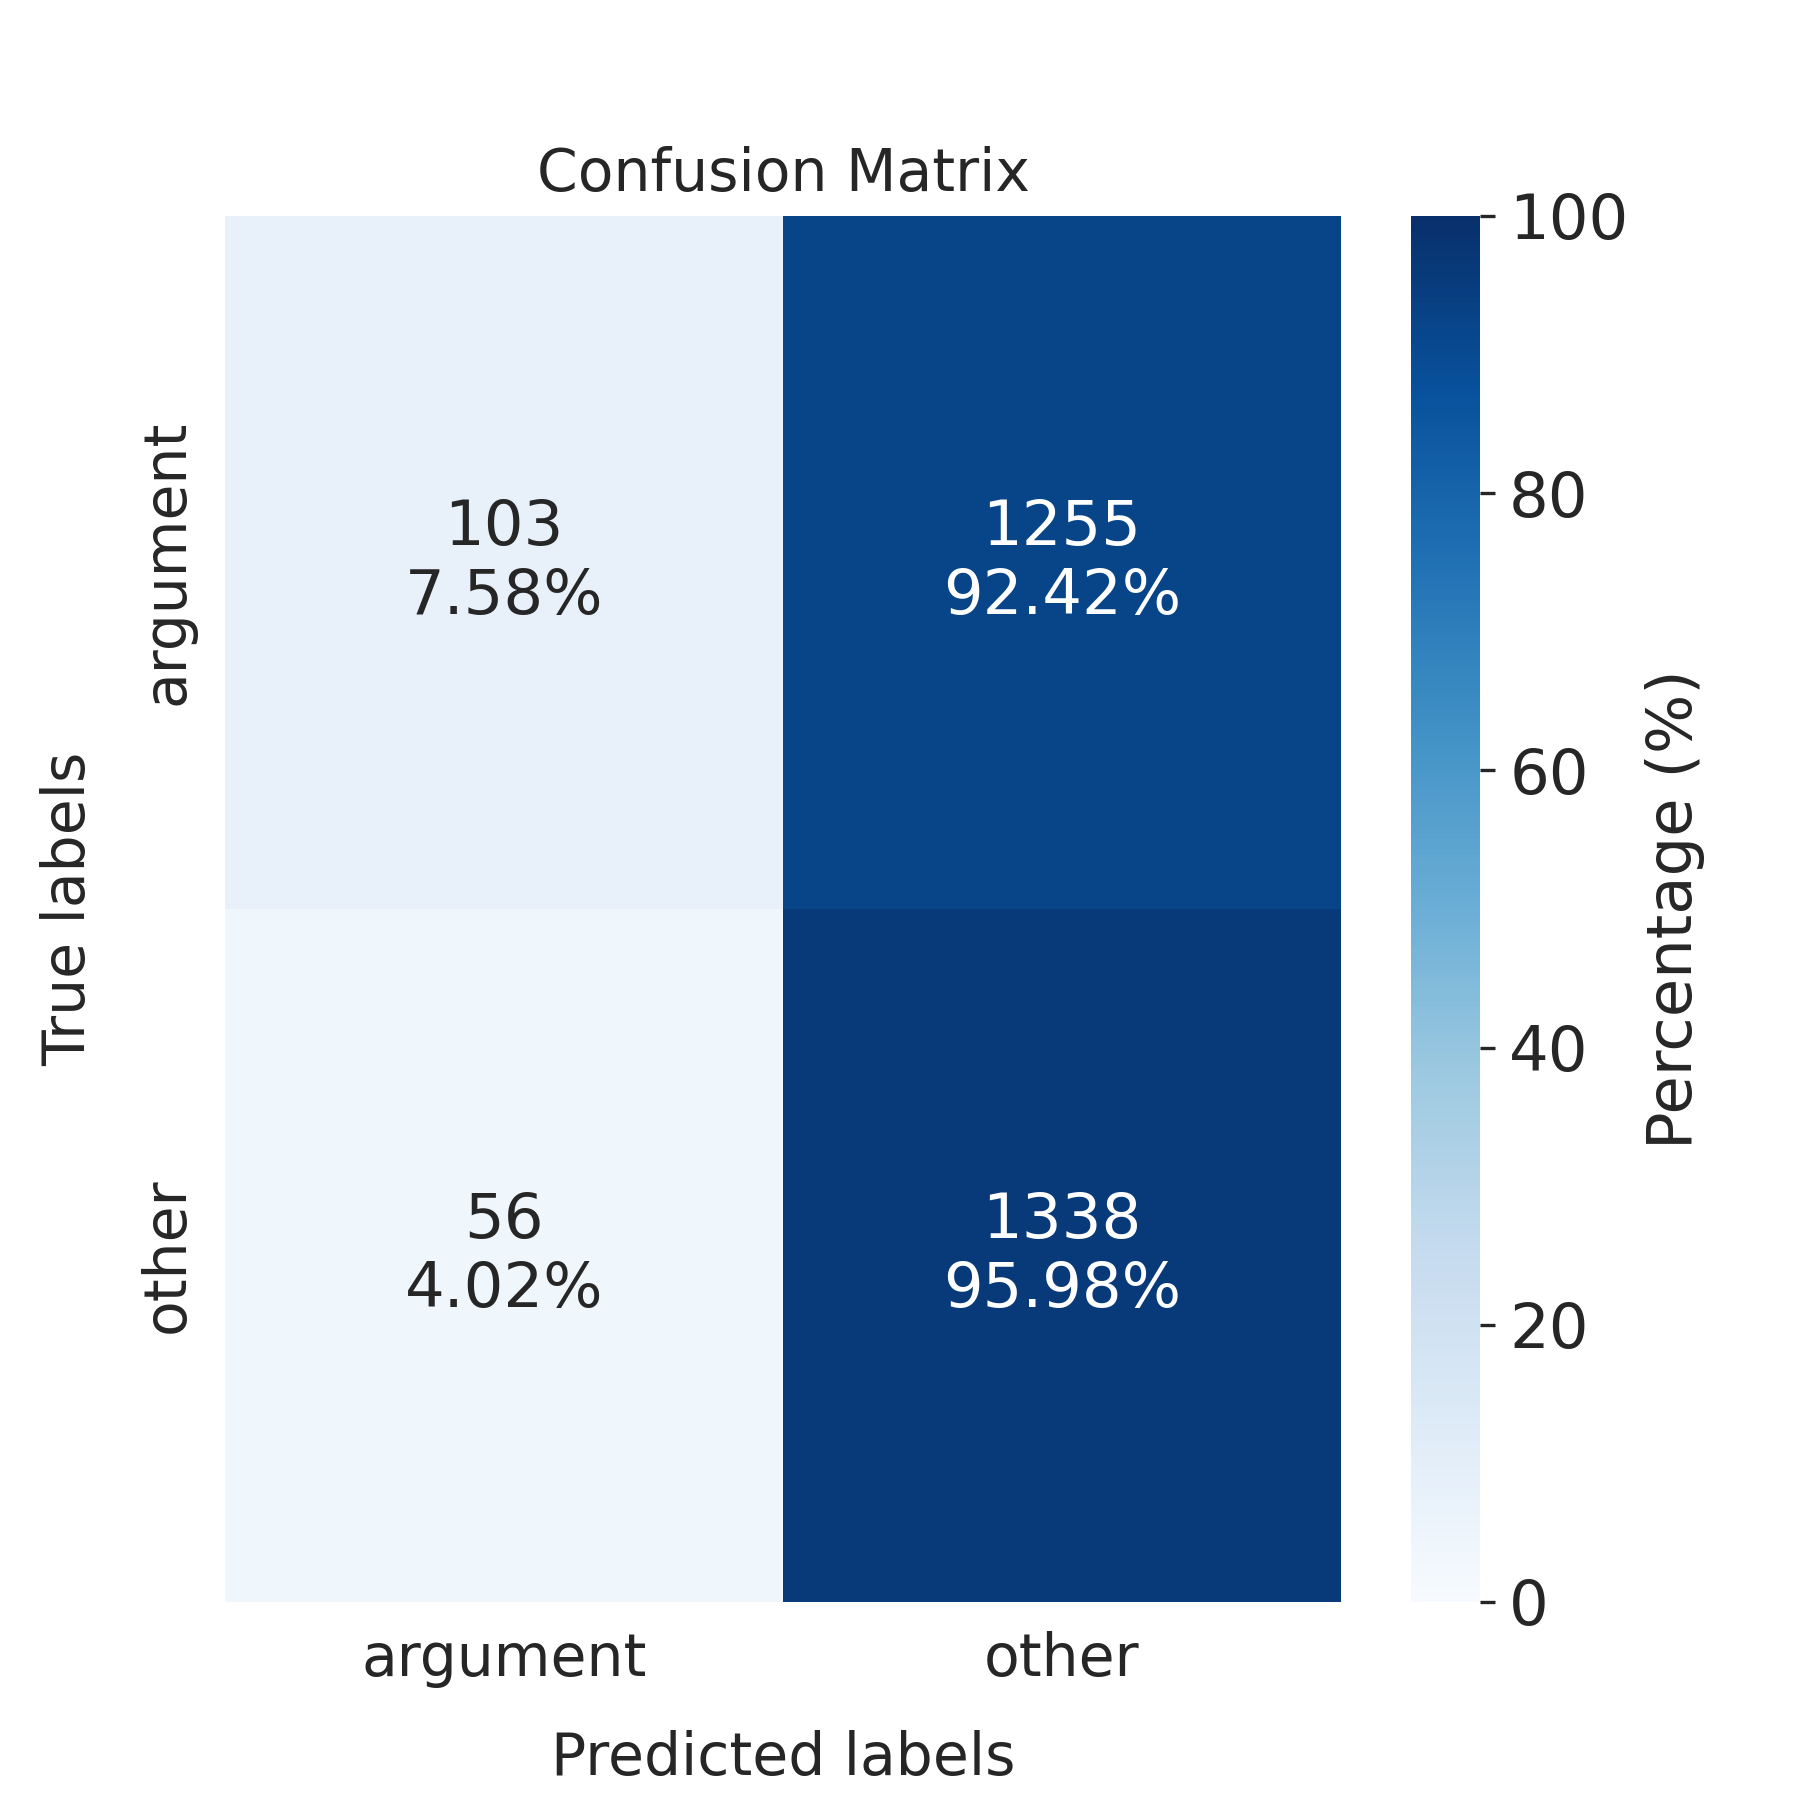 Confusion Matrix
True labels
argument
other
103
7.58%
1255
92.42%
56
4.02%
1338
95.98%
argument
other
Predicted labels
100
80
60
40
20
0
Percentage (%)